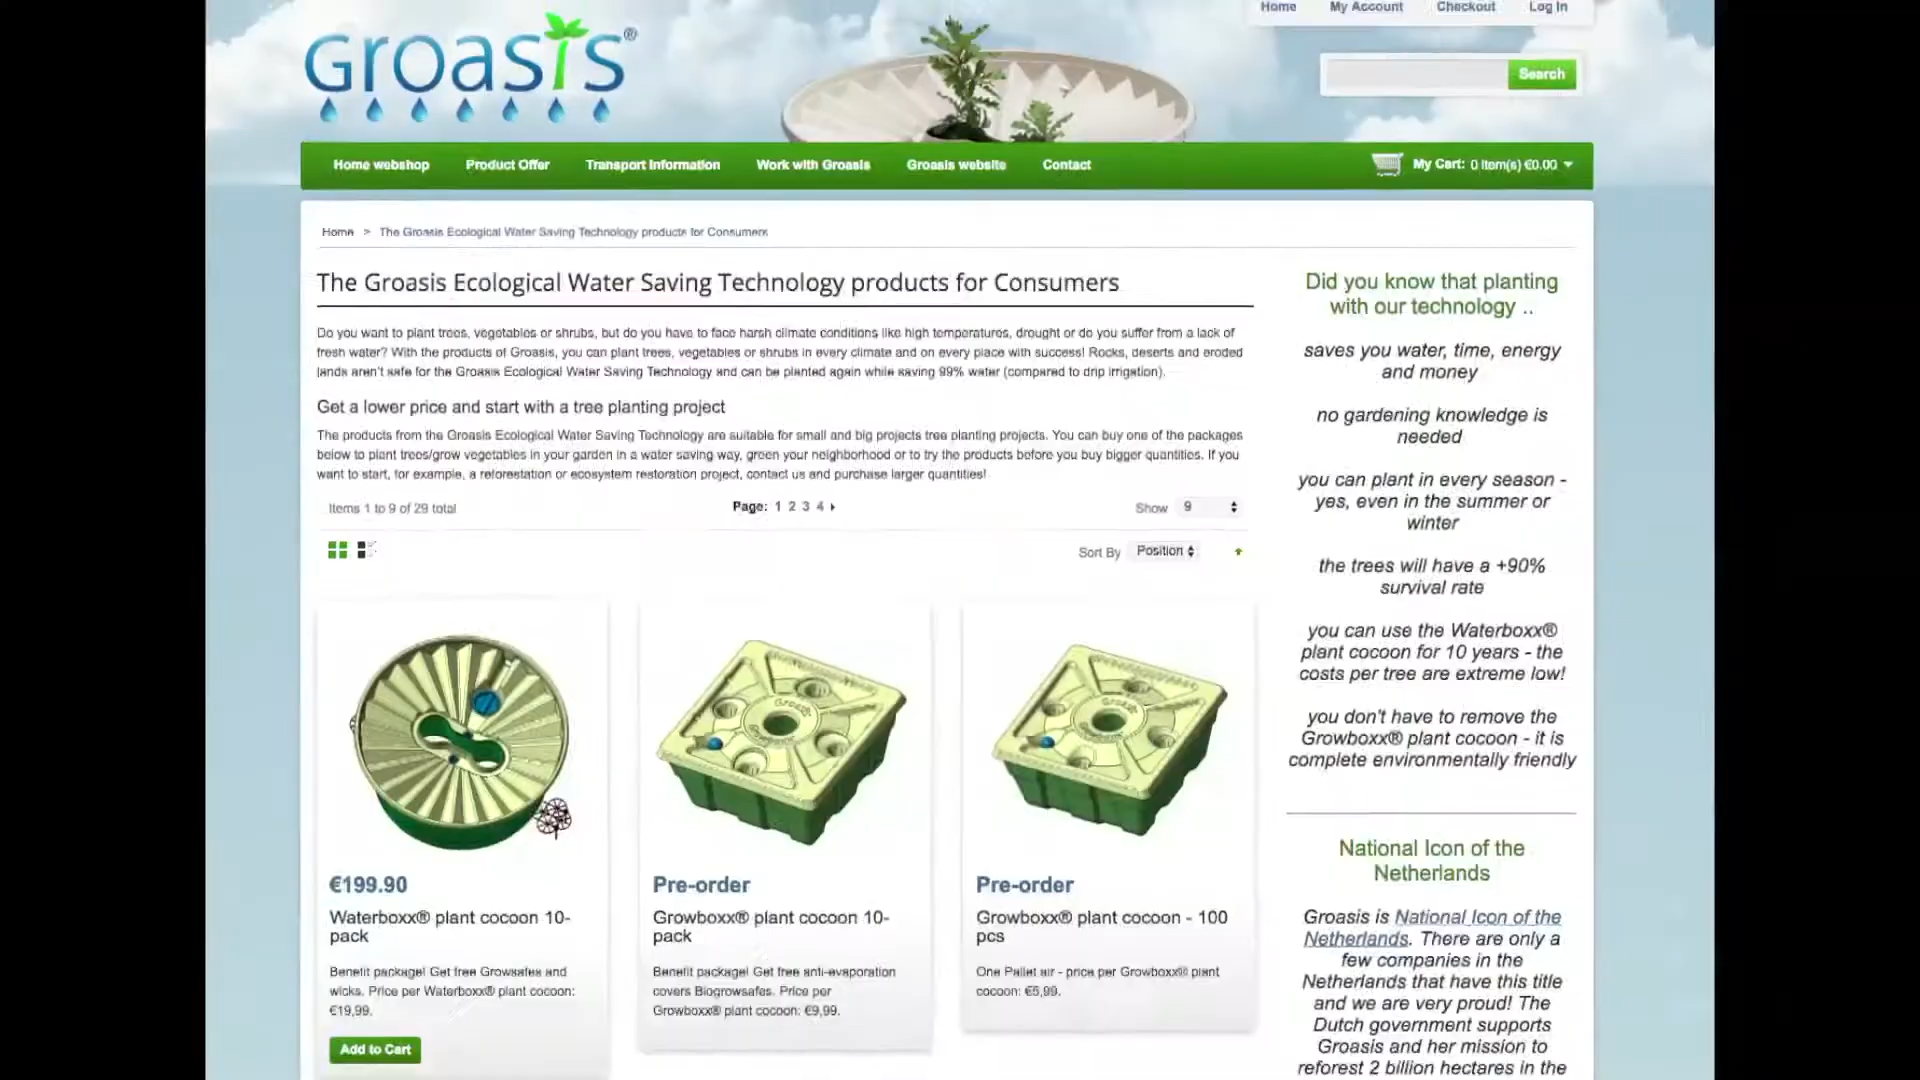 Home My Account Checkout Log In
Groasis®
Search
Home webshop Product Offer Transport Information Work with Groasis Groasis website Contact My Cart: 0 item(s) €0.00
Home > The Groasis Ecological Water Saving Technology products for Consumers
The Groasis Ecological Water Saving Technology products for Consumers
Do you want to plant trees, vegetables or shrubs, but do you have to face harsh climate conditions like high temperatures, drought or do you suffer from a lack of
fresh water? With the products of Groasis, you can plant trees, vegetables or shrubs in every climate and on every place with success! Rocks, deserts and eroded
lands aren't safe for the Groasis Ecological Water Saving Technology and can be planted again while saving 99% water (compared to drip irrigation).
Get a lower price and start with a tree planting project
The products from the Groasis Ecological Water Saving Technology are suitable for small and big projects tree planting projects. You can buy one of the packages
below to plant trees/grow vegetables in your garden in a water saving way, green your neighborhood or to try the products before you buy bigger quantities. If you
want to start, for example, a reforestation or ecosystem restoration project, contact us and purchase larger quantities!
Items 1 to 9 of 29 total Page: 1 2 3 4 Show 9
Sort By Position
€199.90
Waterboxx® plant cocoon 10-
pack
Benefit package! Get free Growsafes and
wicks. Price per Waterboxx® plant cocoon:
€19,99.
Add to Cart
Pre-order
Growboxx® plant cocoon 10-
pack
Benefit package! Get free anti-evaporation
covers Biogrowsafes. Price per
Growboxx® plant cocoon: €9,99.
Pre-order
Growboxx® plant cocoon - 100
pcs
One Pallet air - price per Growboxx® plant
cocoon: €5,99.
Did you know that planting
with our technology ..
saves you water, time, energy
and money
no gardening knowledge is
needed
you can plant in every season -
yes, even in the summer or
winter
the trees will have a +90%
survival rate
you can use the Waterboxx®
plant cocoon for 10 years - the
costs per tree are extreme low!
you don't have to remove the
Growboxx® plant cocoon - it is
complete environmentally friendly
National Icon of the
Netherlands
Groasis is National Icon of the
Netherlands. There are only a
few companies in the
Netherlands that have this title
and we are very proud! The
Dutch government supports
Groasis and her mission to
reforest 2 billion hectares in the